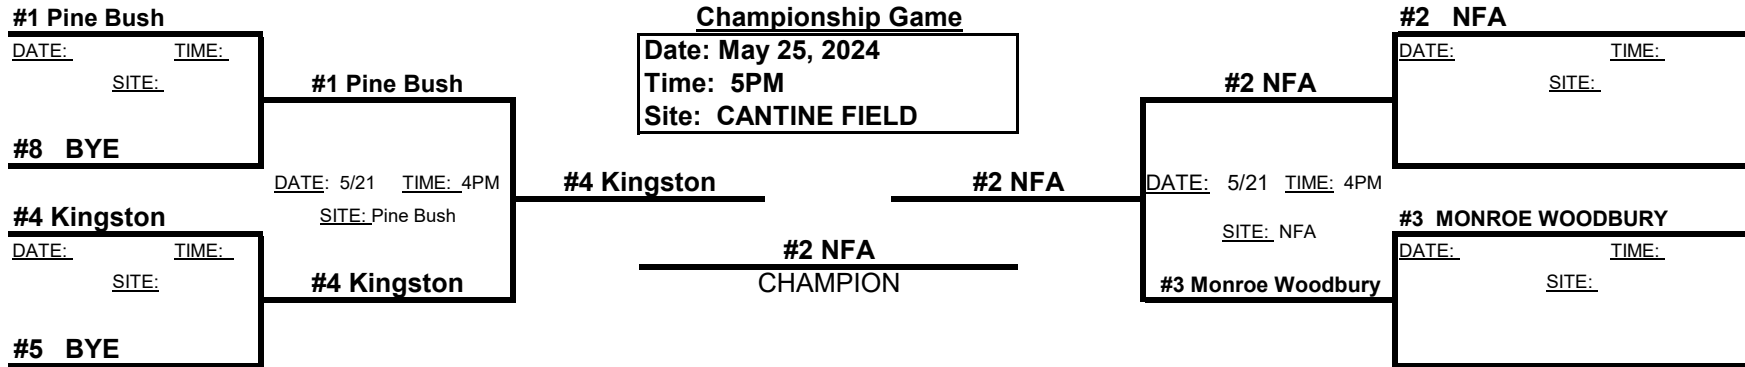 #1 Pine Bush
Championship Game
#2 NFA
DATE: TIME:
Date: May 25, 2024
DATE: TIME:
SITE:
#1 Pine Bush
Time: 5PM
#2 NFA
SITE:
Site: CANTINE FIELD
#8 BYE
DATE: 5/21 TIME: 4PM
#4 Kingston
#2 NFA
DATE: 5/21 TIME: 4PM
#4 Kingston
SITE: Pine Bush
#3 MONROE WOODBURY
SITE: NFA
DATE: TIME:
#2 NFA
DATE: TIME:
SITE:
#4 Kingston
CHAMPION
#3 Monroe Woodbury
SITE:
#5 BYE